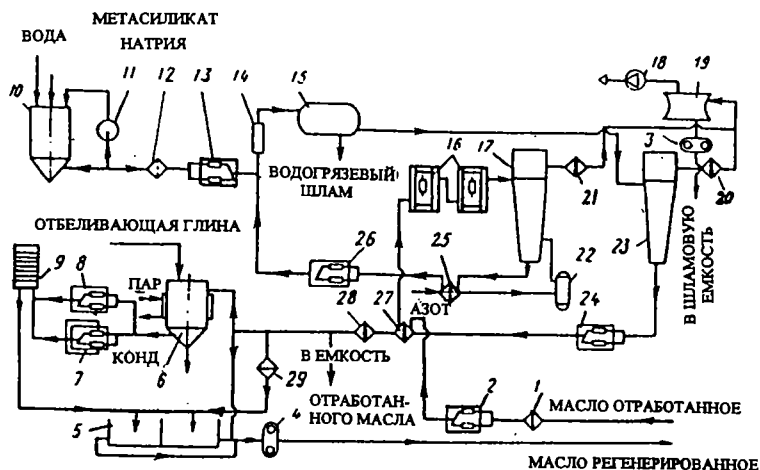 МЕТАСИЛИКАТ
НАТРИЯ
ВОДА
10
11
12
13
14
15
16
17
18
19
3
ВОДОГРЯЗЕВЫЙ
ШЛАМ
21
20
ОТБЕЛИВАЮЩАЯ ГЛИНА
26
25
22
23
В ШЛАМОВУЮ
ЕМКОСТЬ
9
8
ПАР
АЗОТ
28
27
24
7
КОНД
6
В ЕМКОСТЬ
29
ОТРАБОТАН-
НОГО МАСЛА
2
1
МАСЛО ОТРАБОТАННОЕ
5
4
МАСЛО РЕГЕНЕРИРОВАННОЕ